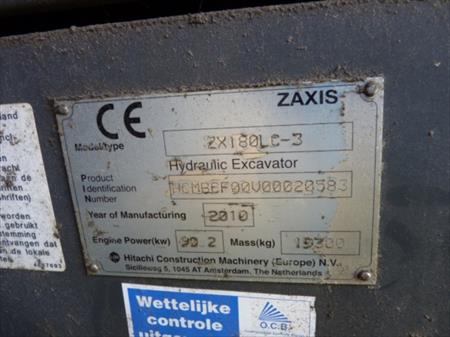 CE
ZAXIS
Model/type ZX180LC-3
Hydraulic Excavator
Product
Identification HCMBEF00V00020583
Number
Year of Manufacturing 2010
Engine Power(kw) 90.2 Mass(kg)
Hitachi Construction Machinery (Europe) N.V.
Siciliweg 5, 1045 AT Amsterdam. The Netherlands
Wettelijke
controle
O.C.B.